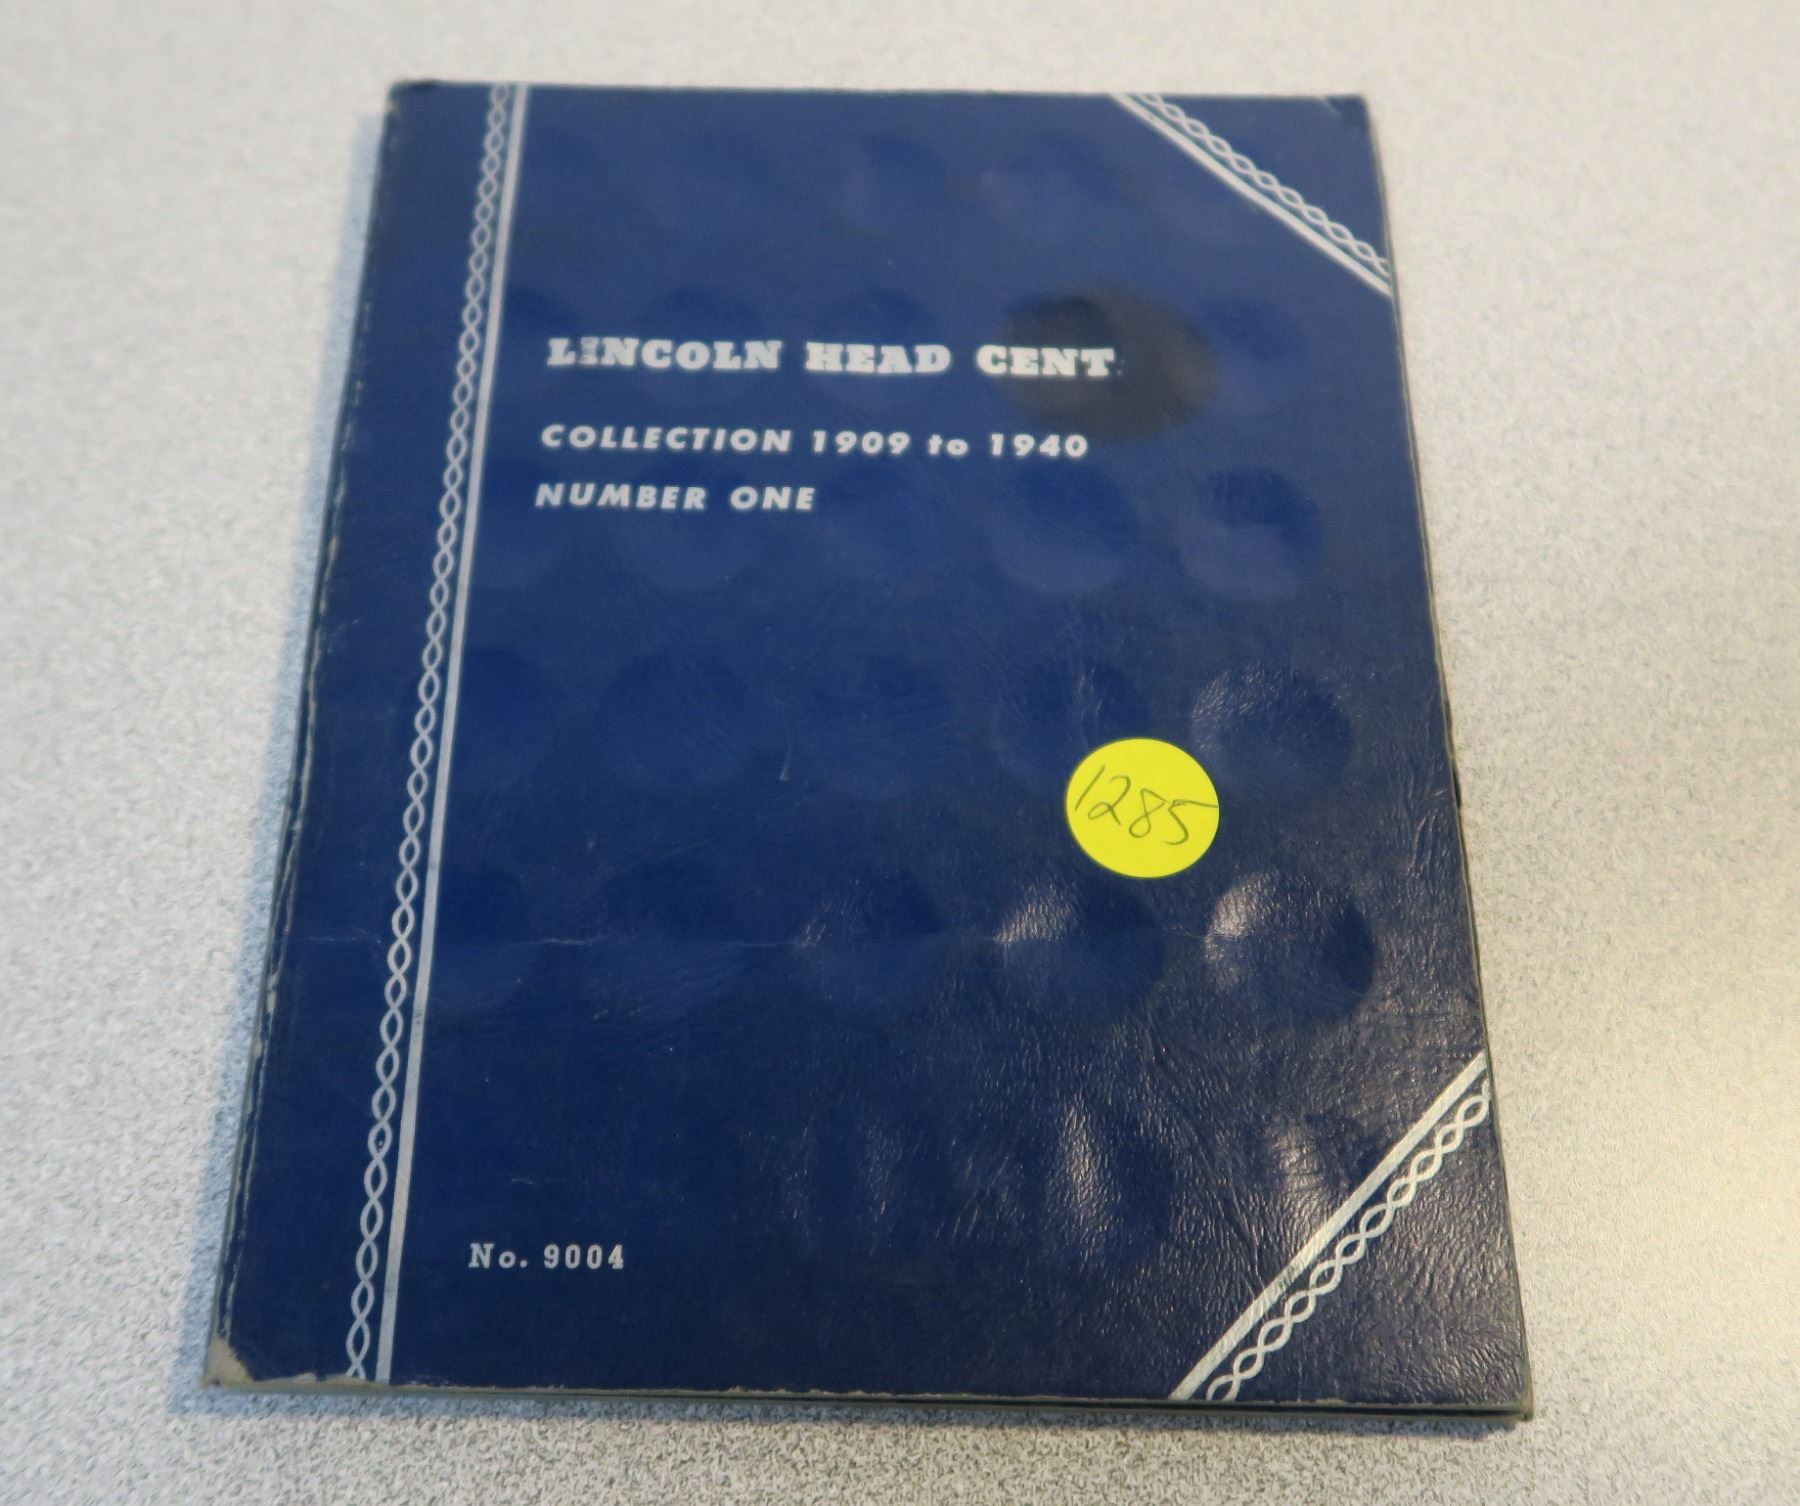 LINCOLN HEAD CENT
COLLECTION 1909 to 1940
NUMBER ONE
1285
No. 9004